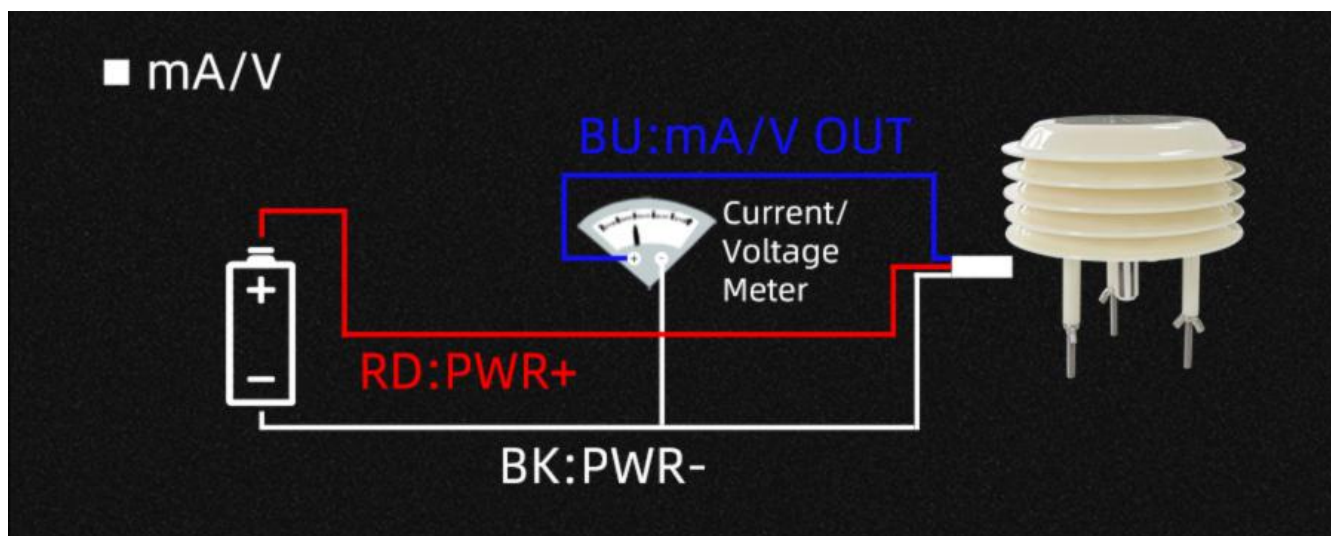 mA/V
BU:mA/V OUT
Current/
Voltage
Meter
+
-
+
-
RD:PWR+
BK:PWR-